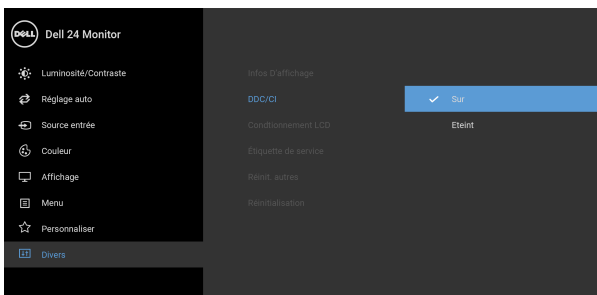 DELL Dell 24 Monitor
Luminosité/Contraste
Réglage auto
Source entrée
Couleur
Affichage
Menu
Personnaliser
Divers
Infos D'affichage
DDC/CI
Condtionnement LCD
Étiquette de service
Réinit. autres
Réinitialisation
Sur
Eteint